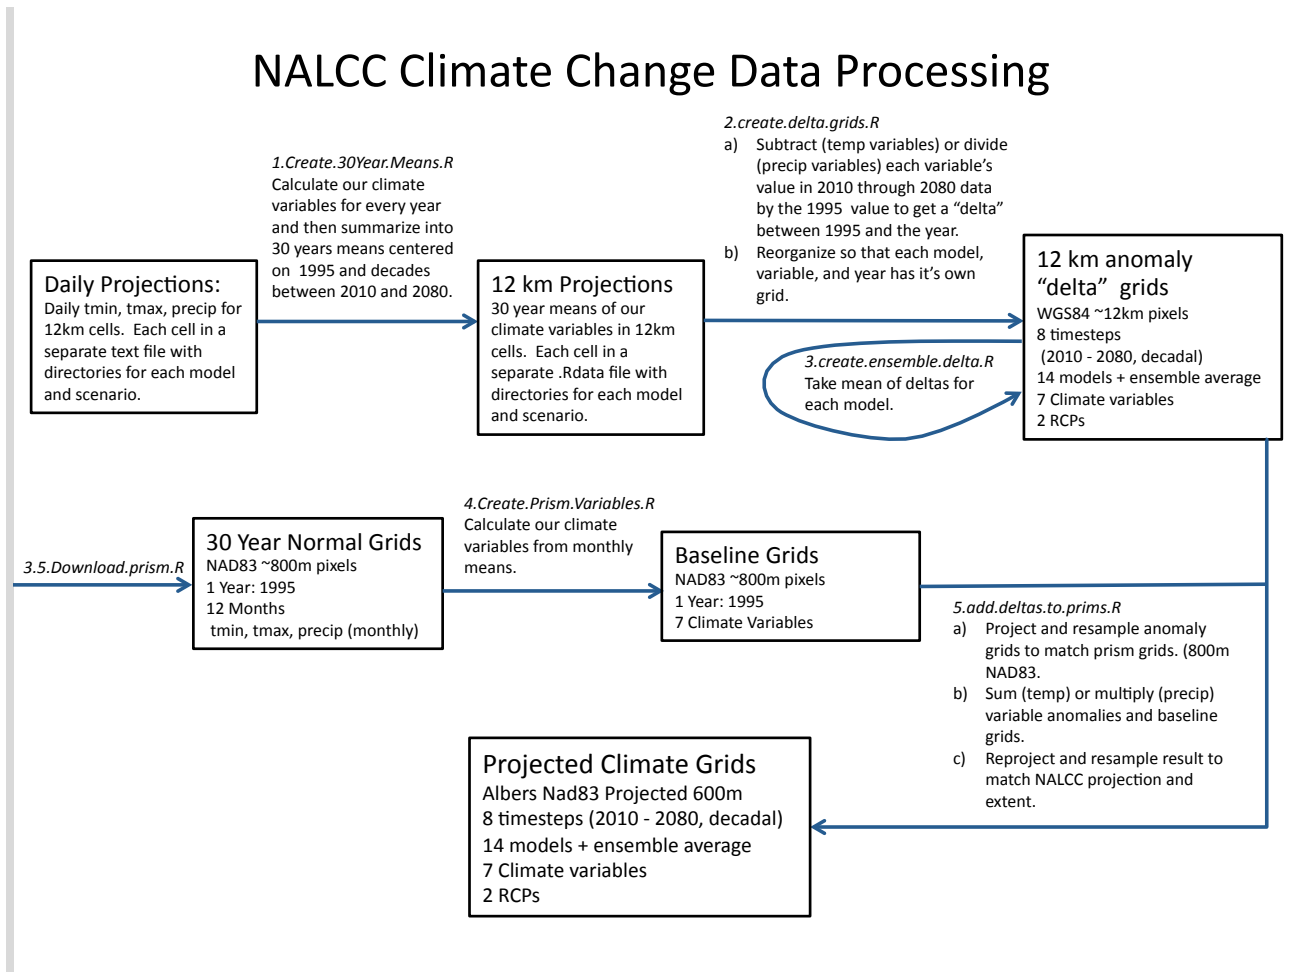 NALCC Climate Change Data Processing
2.create.delta.grids.R
a) Subtract (temp variables) or divide
(precip variables) each variable's
value in 2010 through 2080 data
by the 1995 value to get a "delta"
between 1995 and the year.
b) Reorganize so that each model,
variable, and year has it's own
grid.
1.Create.30Year.Means.R
Calculate our climate
variables for every year
and then summarize into
30 years means centered
on 1995 and decades
between 2010 and 2080.
Daily Projections:
Daily tmin, tmax, precip for
12km cells. Each cell in a
separate text file with
directories for each model
and scenario.
12 km Projections
30 year means of our
climate variables in 12km
cells. Each cell in a
separate .Rdata file with
directories for each model
and scenario.
12 km anomaly
"delta" grids
WGS84 ~12km pixels
8 timesteps
(2010 - 2080, decadal)
14 models + ensemble average
7 Climate variables
2 RCPs
3.create.ensemble.delta.R
Take mean of deltas for
each model.
3.5.Download.prism.R
30 Year Normal Grids
NAD83 ~800m pixels
1 Year: 1995
12 Months
tmin, tmax, precip (monthly)
4.Create.Prism.Variables.R
Calculate our climate
variables from monthly
means.
Baseline Grids
NAD83 ~800m pixels
1 Year: 1995
7 Climate Variables
5.add.deltas.to.prims.R
a) Project and resample anomaly
grids to match prism grids. (800m
NAD83.
b) Sum (temp) or multiply (precip)
variable anomalies and baseline
grids.
c) Reproject and resample result to
match NALCC projection and
extent.
Projected Climate Grids
Albers Nad83 Projected 600m
8 timesteps (2010 - 2080, decadal)
14 models + ensemble average
7 Climate variables
2 RCPs